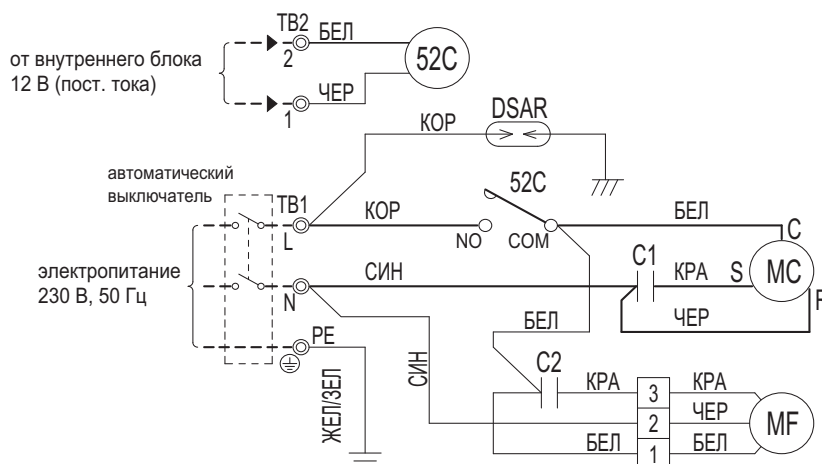 TB2
БЕЛ
2
52C
от внутреннего блока
12 В (пост. тока)
ЧЕР
1
КОР
DSAR
автоматический
выключатель
TB1
L
КОР
52C
NO
COM
БЕЛ
C
электропитание
230 В, 50 Гц
N
СИН
C1
КРА
S
MC
R
ЧЕР
PE
БЕЛ
СИН
ЖЕЛ/ЗЕЛ
C2
КРА
3
КРА
2
ЧЕР
MF
БЕЛ
1
БЕЛ